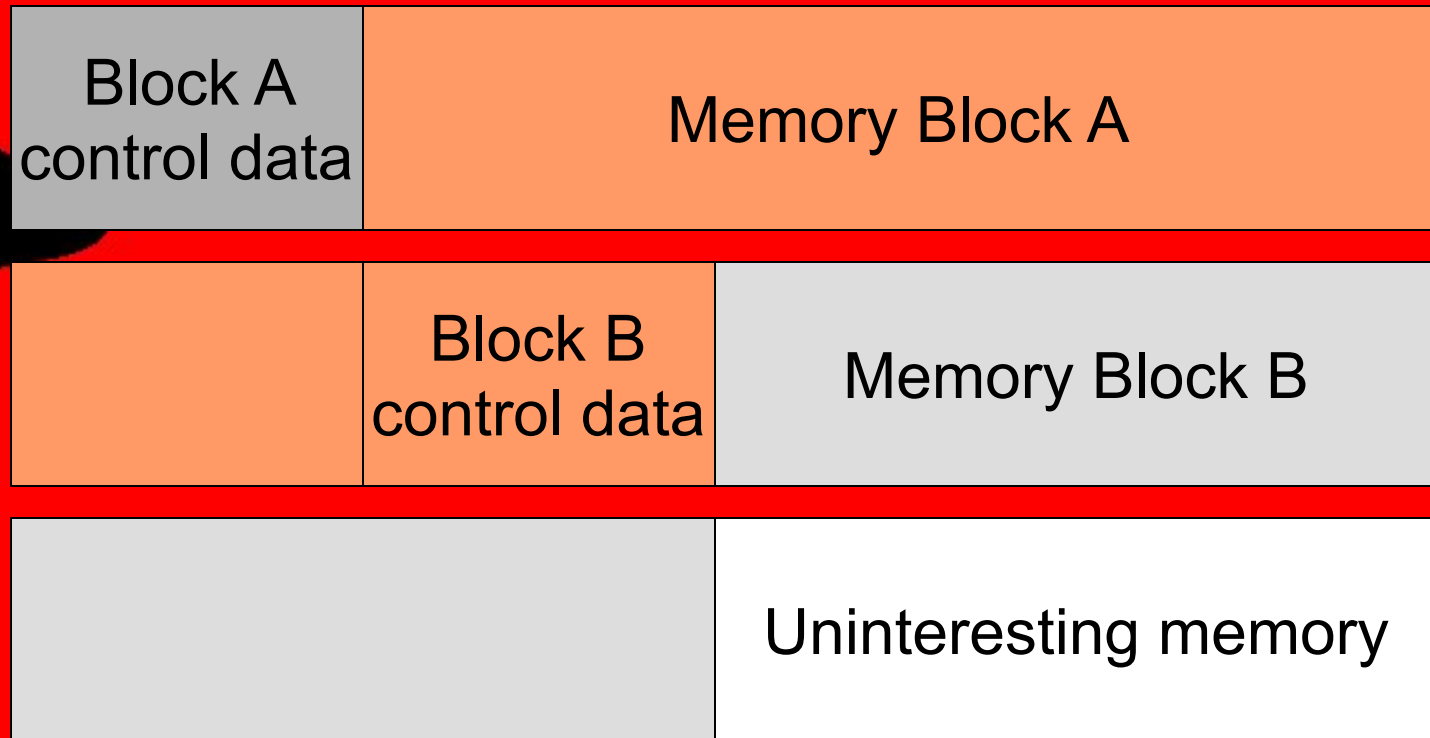 Block A
control data
Memory Block A
Block B
control data
Memory Block B
Uninteresting memory